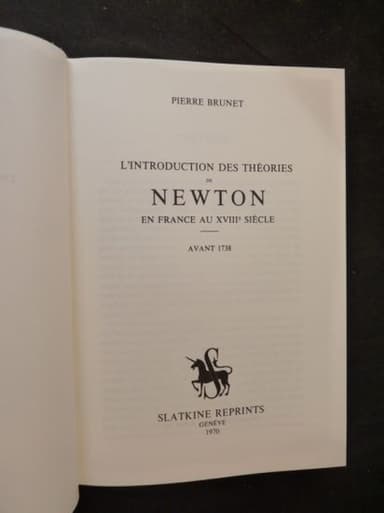 PIERRE BRUNET
L'INTRODUCTION DES THÉORIES
DE
NEWTON
EN FRANCE AU XVIIIe SIÈCLE
AVANT 1738
S
SLATKINE REPRINTS
GENÈVE
1970